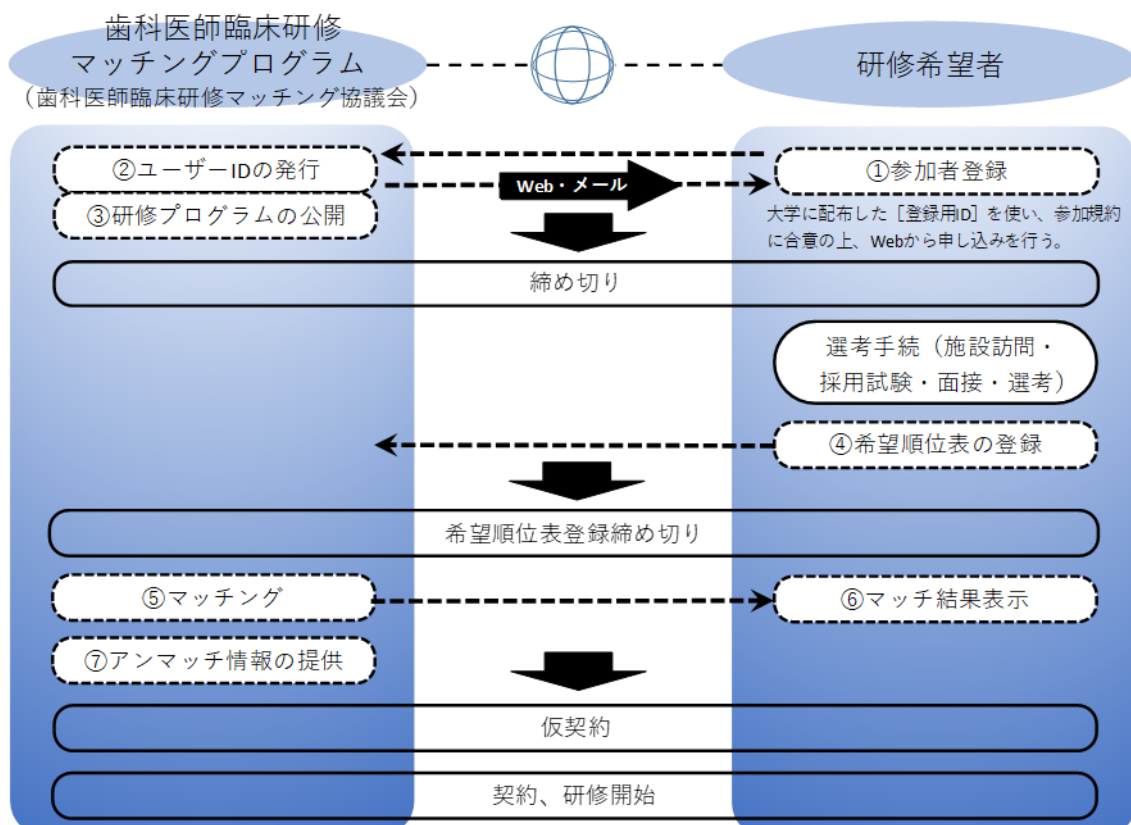 歯科医師臨床研修
マッチングプログラム
（歯科医師臨床研修マッチング協議会）
研修希望者
②ユーザーIDの発行
Web・メール
①参加者登録
③研修プログラムの公開
大学に配布した［登録用ID］を使い、参加規約
に合意の上、Webから申し込みを行う。
締め切り
選考手続（施設訪問・
採用試験・面接・選考）
④希望順位表の登録
希望順位表登録締め切り
⑤マッチング
⑥マッチ結果表示
⑦アンマッチ情報の提供
仮契約
契約、研修開始